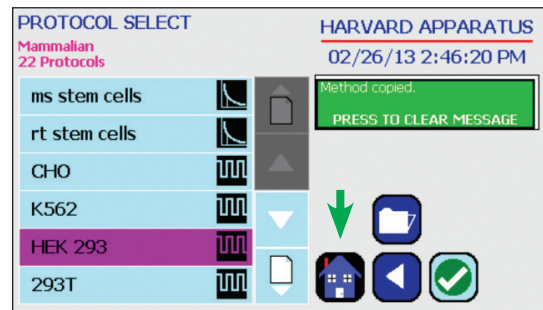 PROTOCOL SELECT
Mammalian
22 Protocols
HARVARD APPARATUS
02/26/13 2:46:20 PM
Method copied.
PRESS TO CLEAR MESSAGE
ms stem cells
rt stem cells
CHO
K562
HEK 293
293T